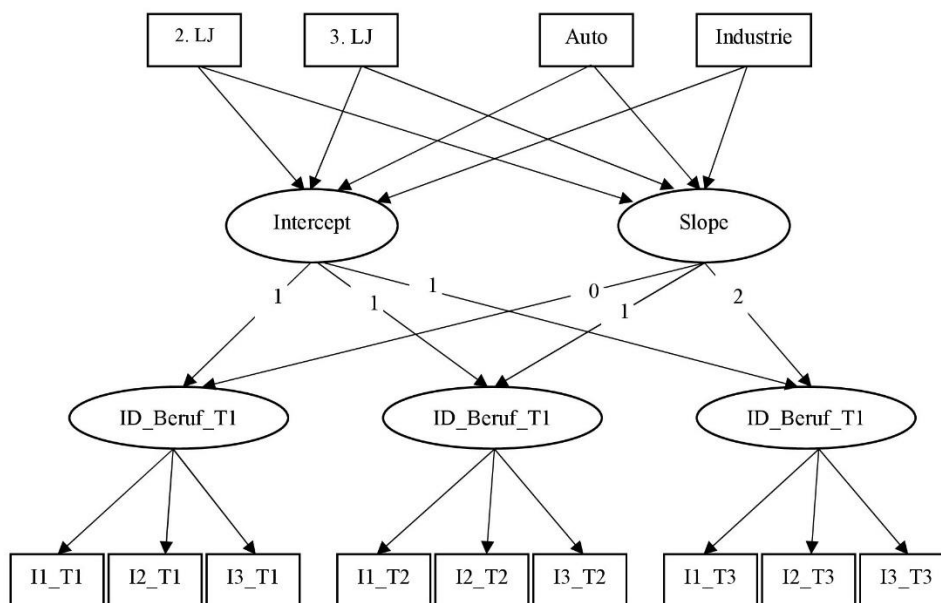 2. LJ
3. LJ
Auto
Industrie
Intercept
Slope
1
1
1
0
1
2
ID_Beruf_T1
ID_Beruf_T1
ID_Beruf_T1
I1_T1
I2_T1
I3_T1
I1_T2
I2_T2
I3_T2
I1_T3
I2_T3
I3_T3